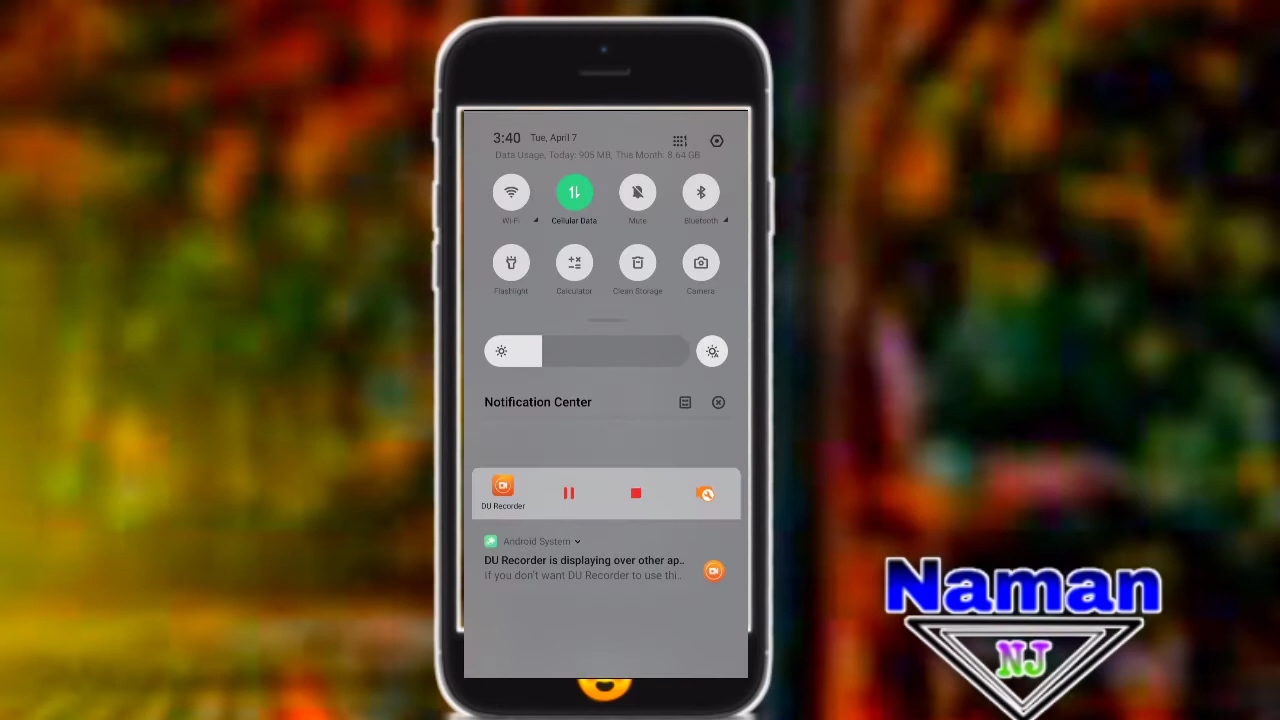 3:40 Tue, April 7
Data Usage, Today: 905 MB, This Month: 8.64 GB
Wi-Fi Cellular Data Mute Bluetooth
Flashlight Calculator Clean Storage Camera
Notification Center
DU Recorder
Android System
DU Recorder is displaying over other ap..
If you don't want DU Recorder to use thi..
Naman
NJ